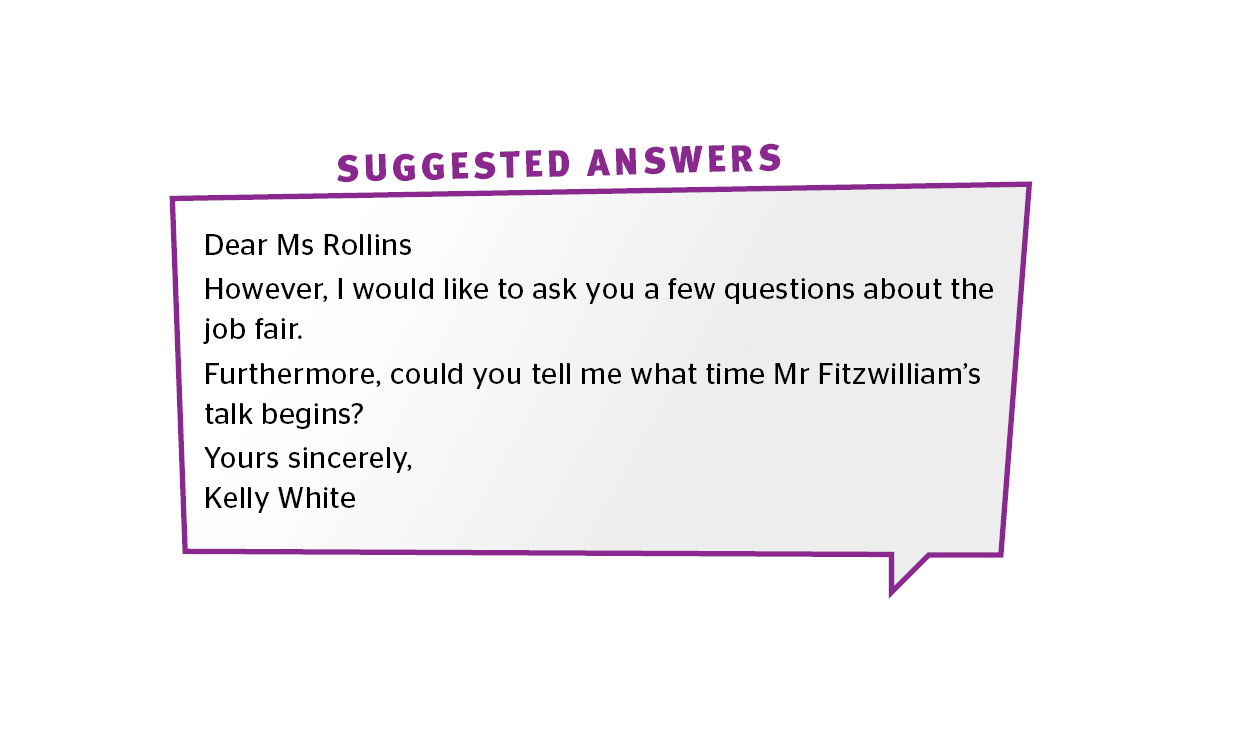 SUGGESTED ANSWERS
Dear Ms Rollins
However, I would like to ask you a few questions about the
job fair.
Furthermore, could you tell me what time Mr Fitzwilliam’s
talk begins?
Yours sincerely,
Kelly White